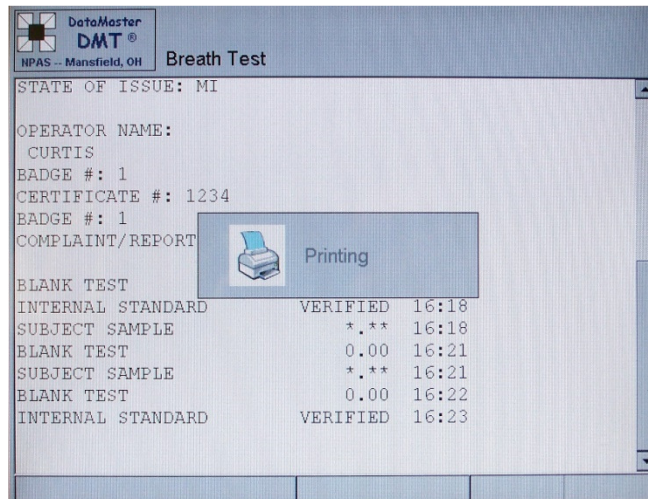 DataMaster
DMT ®
NPAS -- Mansfield, OH
Breath Test
STATE OF ISSUE: MI
OPERATOR NAME:
CURTIS
BADGE #: 1
CERTIFICATE #: 1234
BADGE #: 1
COMPLAINT/REPORT
Printing
BLANK TEST
INTERNAL STANDARD VERIFIED 16:18
SUBJECT SAMPLE *.** 16:18
BLANK TEST 0.00 16:21
SUBJECT SAMPLE *.** 16:21
BLANK TEST 0.00 16:22
INTERNAL STANDARD VERIFIED 16:23